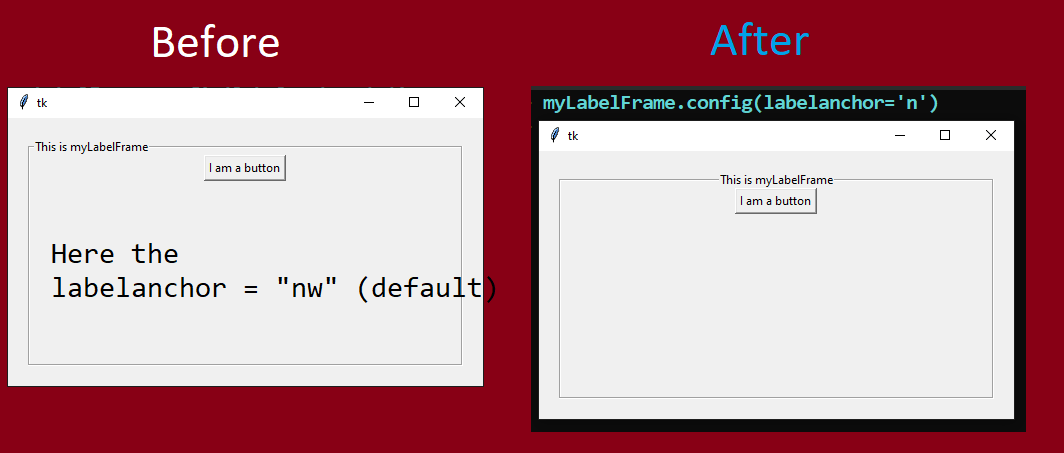 Before
After
tk
This is myLabelFrame
I am a button
Here the
labelanchor = "nw" (default)
myLabelFrame.config(labelanchor='n')
tk
This is myLabelFrame
I am a button